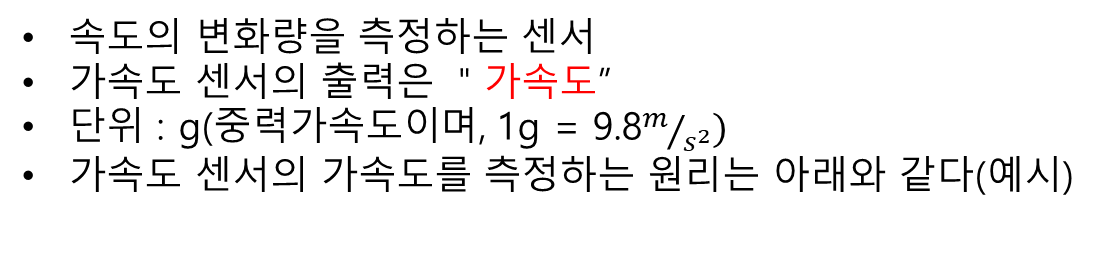 • 속도의 변화량을 측정하는 센서
• 가속도 센서의 출력은 " 가속도”
• 단위 : g(중력가속도이며, 1g = 9.8m/s²)
• 가속도 센서의 가속도를 측정하는 원리는 아래와 같다(예시)